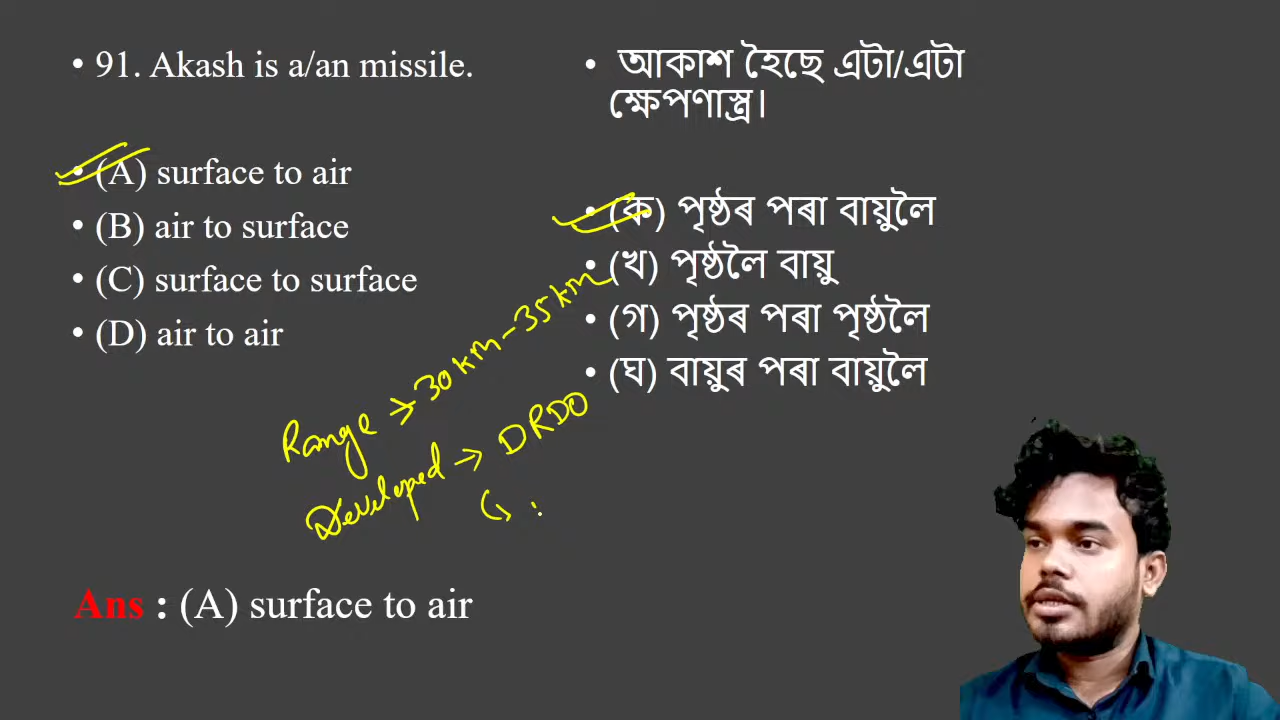 • 91. Akash is a/an missile.
• (A) surface to air
• (B) air to surface
• (C) surface to surface
• (D) air to air
• আকাশ হৈছে এটা/এটা
ক্ষেপণাস্ত্ৰ।
• (ক) পৃষ্ঠৰ পৰা বায়ুলৈ
• (খ) পৃষ্ঠলৈ বায়ু
• (গ) পৃষ্ঠৰ পৰা পৃষ্ঠলৈ
• (ঘ) বায়ুৰ পৰা বায়ুলৈ
Range → 30 km - 35 km
Developed → DRDO
Ans : (A) surface to air